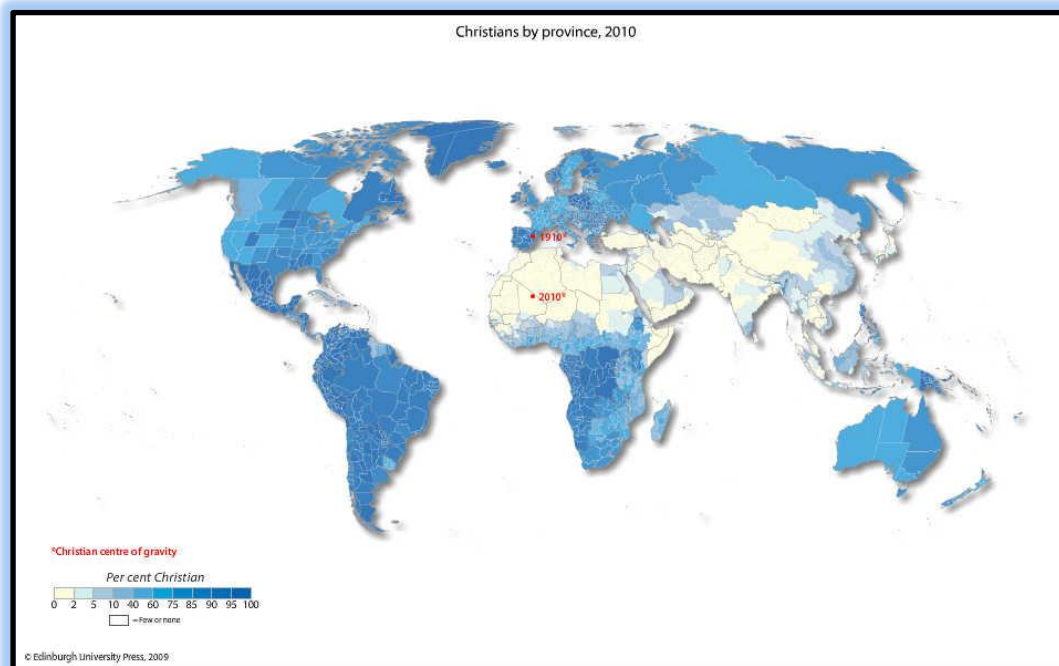 Christians by province, 2010
1910*
2010*
*Christian centre of gravity
Per cent Christian
0 2 5 10 40 60 75 85 90 95 100
= Few or none
© Edinburgh University Press, 2009